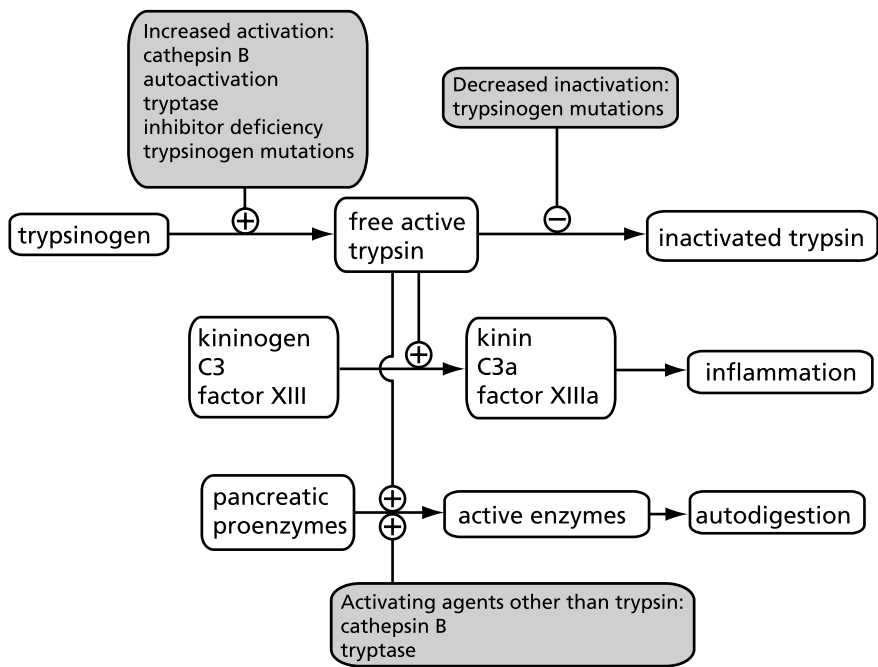 Increased activation:
cathepsin B
autoactivation
tryptase
inhibitor deficiency
trypsinogen mutations
Decreased inactivation:
trypsinogen mutations
trypsinogen
+
free active
trypsin
−
inactivated trypsin
kininogen
C3
factor XIII
+
kinin
C3a
factor XIIIa
inflammation
pancreatic
proenzymes
+
+
active enzymes
autodigestion
Activating agents other than trypsin:
cathepsin B
tryptase